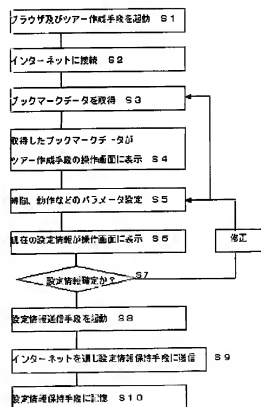 ブラウザ及びツアー作成手段を起動 S1
インターネットに接続 S2
ブックマークデータを取得 S3
取得したブックマークデータが
ツアー作成手段の操作画面に表示 S4
時間、動作などのパラメータ設定 S5
現在の設定情報が操作画面に表示 S6
修正
設定情報確定か? S7
設定情報送信手段を起動 S8
インターネットを通じ設定情報保持手段に送信 S9
設定情報保持手段に記憶 S10